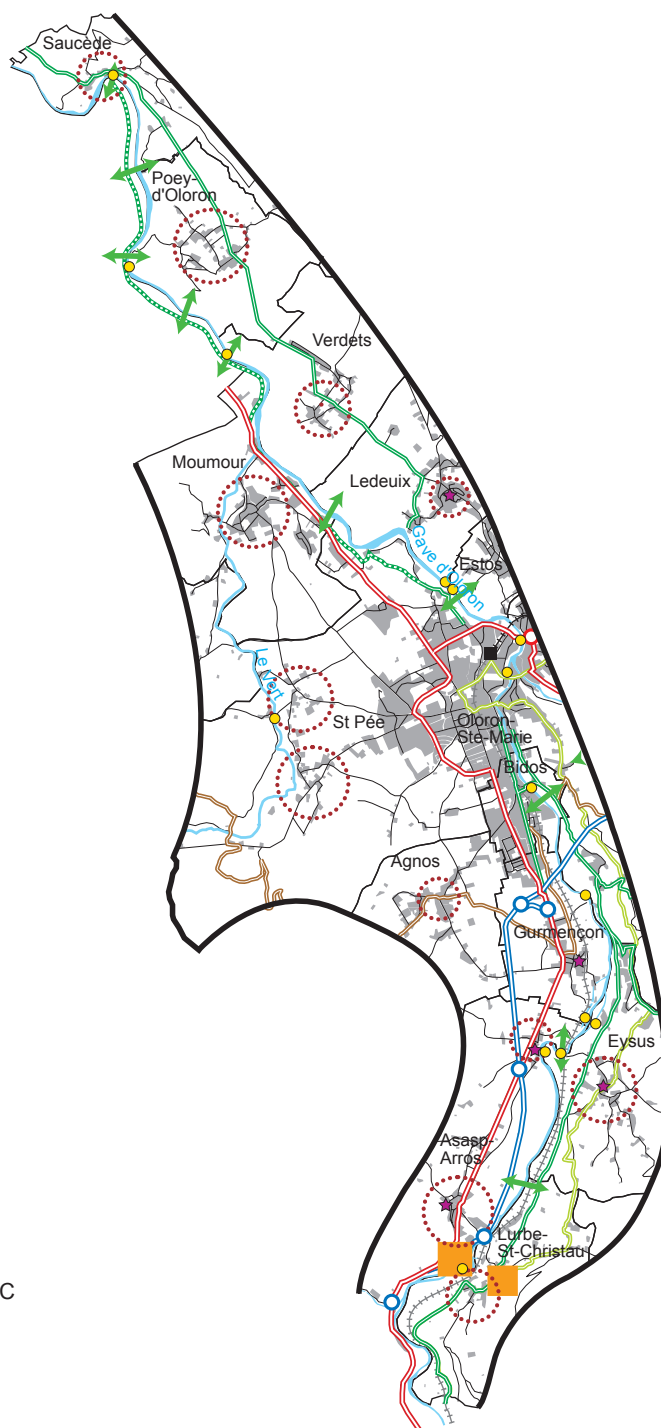 Saucède
Poey-
d'Oloron
Verdets
Moumour
Ledeuix
Gave d'Oloron
Estos
Le Vert
St Pée
Oloron-
Ste-Marie
Bidos
Agnos
Gurmençon
Eysus
Asasp-
Arros
Lurbe-
St-Christau
C